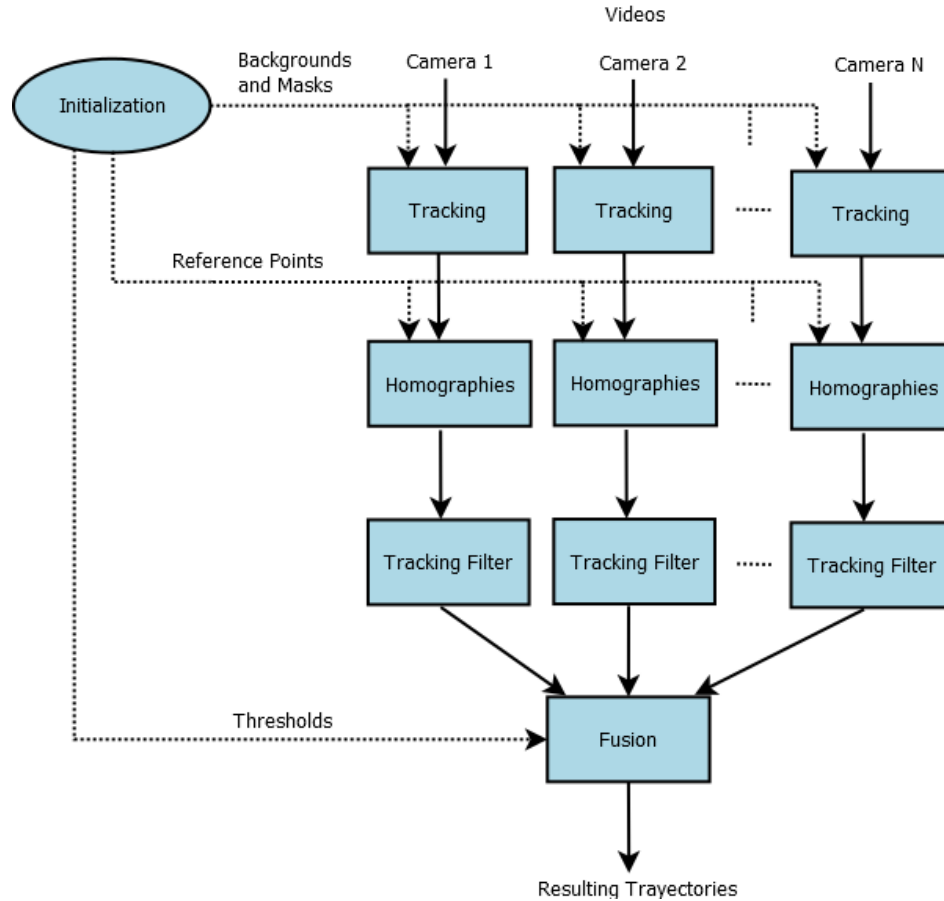 Videos
Backgrounds
and Masks
Camera 1
Camera 2
Camera N
Initialization
Tracking
Tracking
Tracking
Reference Points
Homographies
Homographies
Homographies
Tracking Filter
Tracking Filter
Tracking Filter
Thresholds
Fusion
Resulting Trayectories